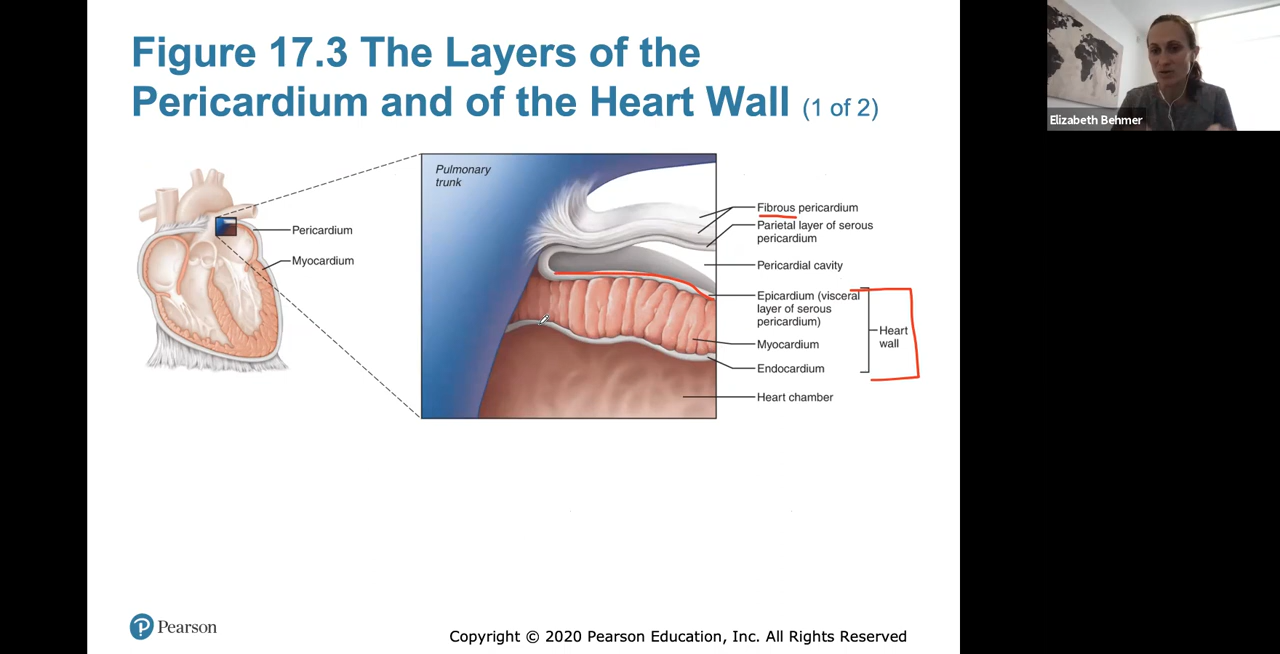 Figure 17.3 The Layers of the
Pericardium and of the Heart Wall (1 of 2)
Elizabeth Behmer
Pulmonary
trunk
Pericardium
Myocardium
Fibrous pericardium
Parietal layer of serous
pericardium
Pericardial cavity
Epicardium (visceral
layer of serous
pericardium)
Myocardium
Endocardium
Heart chamber
Heart
wall
P Pearson
Copyright © 2020 Pearson Education, Inc. All Rights Reserved